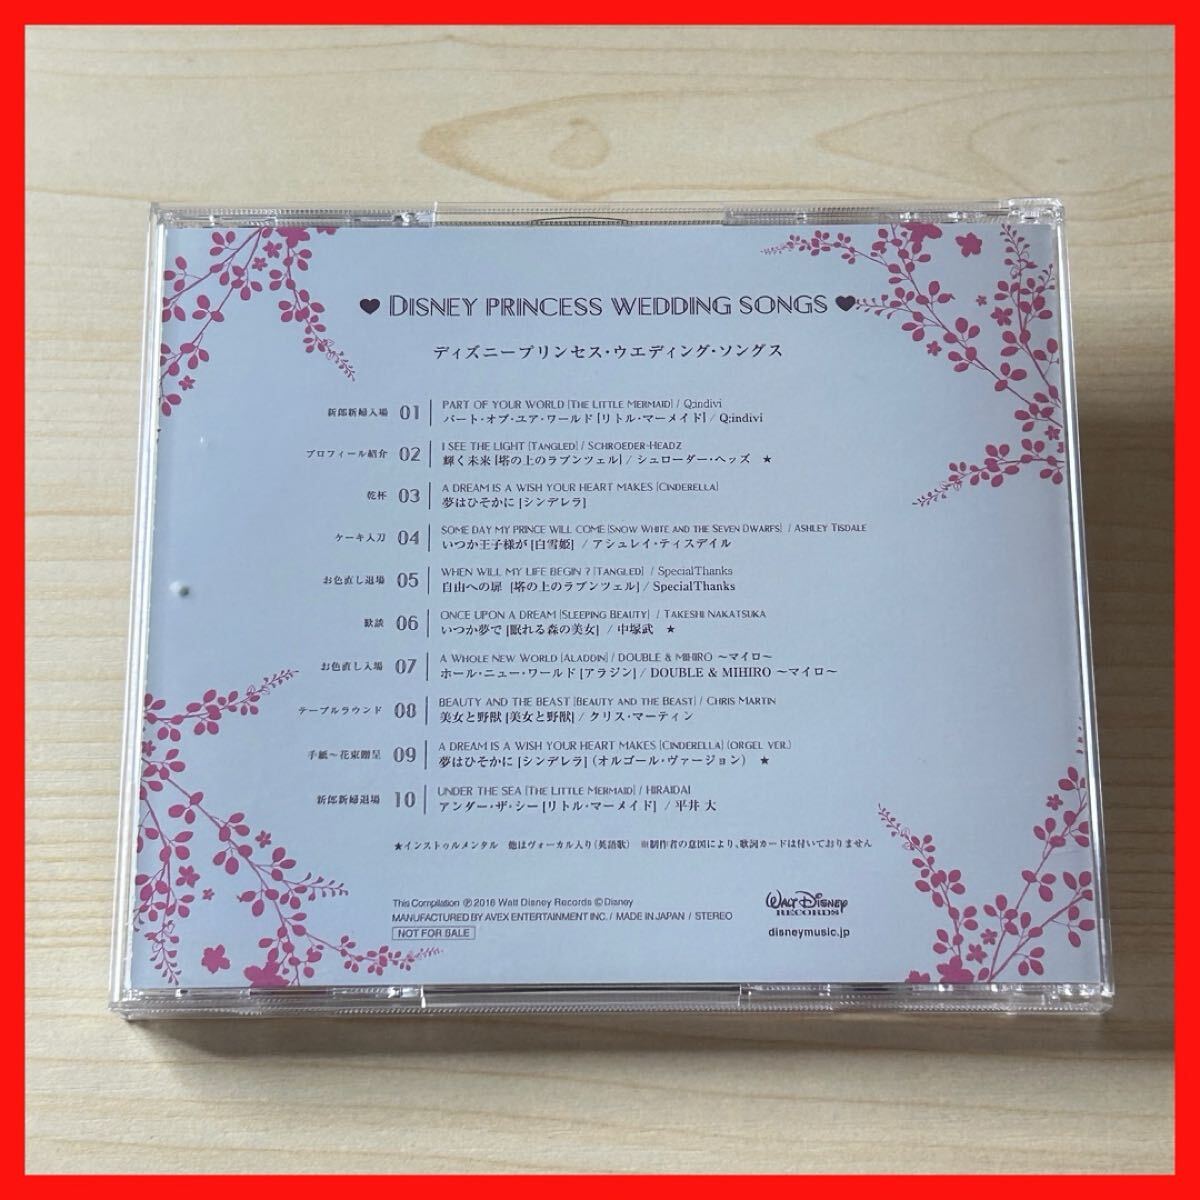 ♥ DISNEY PRINCESS WEDDING SONGS ♥
ディズニープリンセス・ウエディング・ソングス
新郎新婦入場 01 PART OF YOUR WORLD [THE LITTLE MERMAID] / Q;indivi
パート・オブ・ユア・ワールド [リトル・マーメイド] / Q;indivi
プロフィール紹介 02 I SEE THE LIGHT [TANGLED] / SCHROEDER-HEADZ
輝く未来 [塔の上のラプンツェル] / シュローダー・ヘッズ ★
乾杯 03 A DREAM IS A WISH YOUR HEART MAKES [CINDERELLA]
夢はひそかに [シンデレラ]
ケーキ入刀 04 SOME DAY MY PRINCE WILL COME [SNOW WHITE AND THE SEVEN DWARFS] / ASHLEY TISDALE
いつか王子様が [白雪姫] / アシュレイ・ティスデイル
お色直し退場 05 WHEN WILL MY LIFE BEGIN ? [TANGLED] / SpecialThanks
自由への扉 [塔の上のラプンツェル] / SpecialThanks
歓談 06 ONCE UPON A DREAM [SLEEPING BEAUTY] / TAKESHI NAKATSUKA
いつか夢で [眠れる森の美女] / 中塚武 ★
お色直し入場 07 A WHOLE NEW WORLD [ALADDIN] / DOUBLE & MIHIRO ～マイロ～
ホール・ニュー・ワールド [アラジン] / DOUBLE & MIHIRO ～マイロ～
テーブルラウンド 08 BEAUTY AND THE BEAST [BEAUTY AND THE BEAST] / CHRIS MARTIN
美女と野獣 [美女と野獣] / クリス・マーティン
手紙～花束贈呈 09 A DREAM IS A WISH YOUR HEART MAKES [CINDERELLA] (ORGEL VER.)
夢はひそかに [シンデレラ] (オルゴール・ヴァージョン) ★
新郎新婦退場 10 UNDER THE SEA [THE LITTLE MERMAID] / HIRAIDAI
アンダー・ザ・シー [リトル・マーメイド] / 平井 大
★インストゥルメンタル 他はヴォーカル入り(英語歌) ※制作者の意図により、歌詞カードは付いておりません
This Compilation ℗2016 Walt Disney Records ©Disney
MANUFACTURED BY AVEX ENTERTAINMENT INC. / MADE IN JAPAN / STEREO
NOT FOR SALE
WALT DISNEY
RECORDS
disneymusic.jp